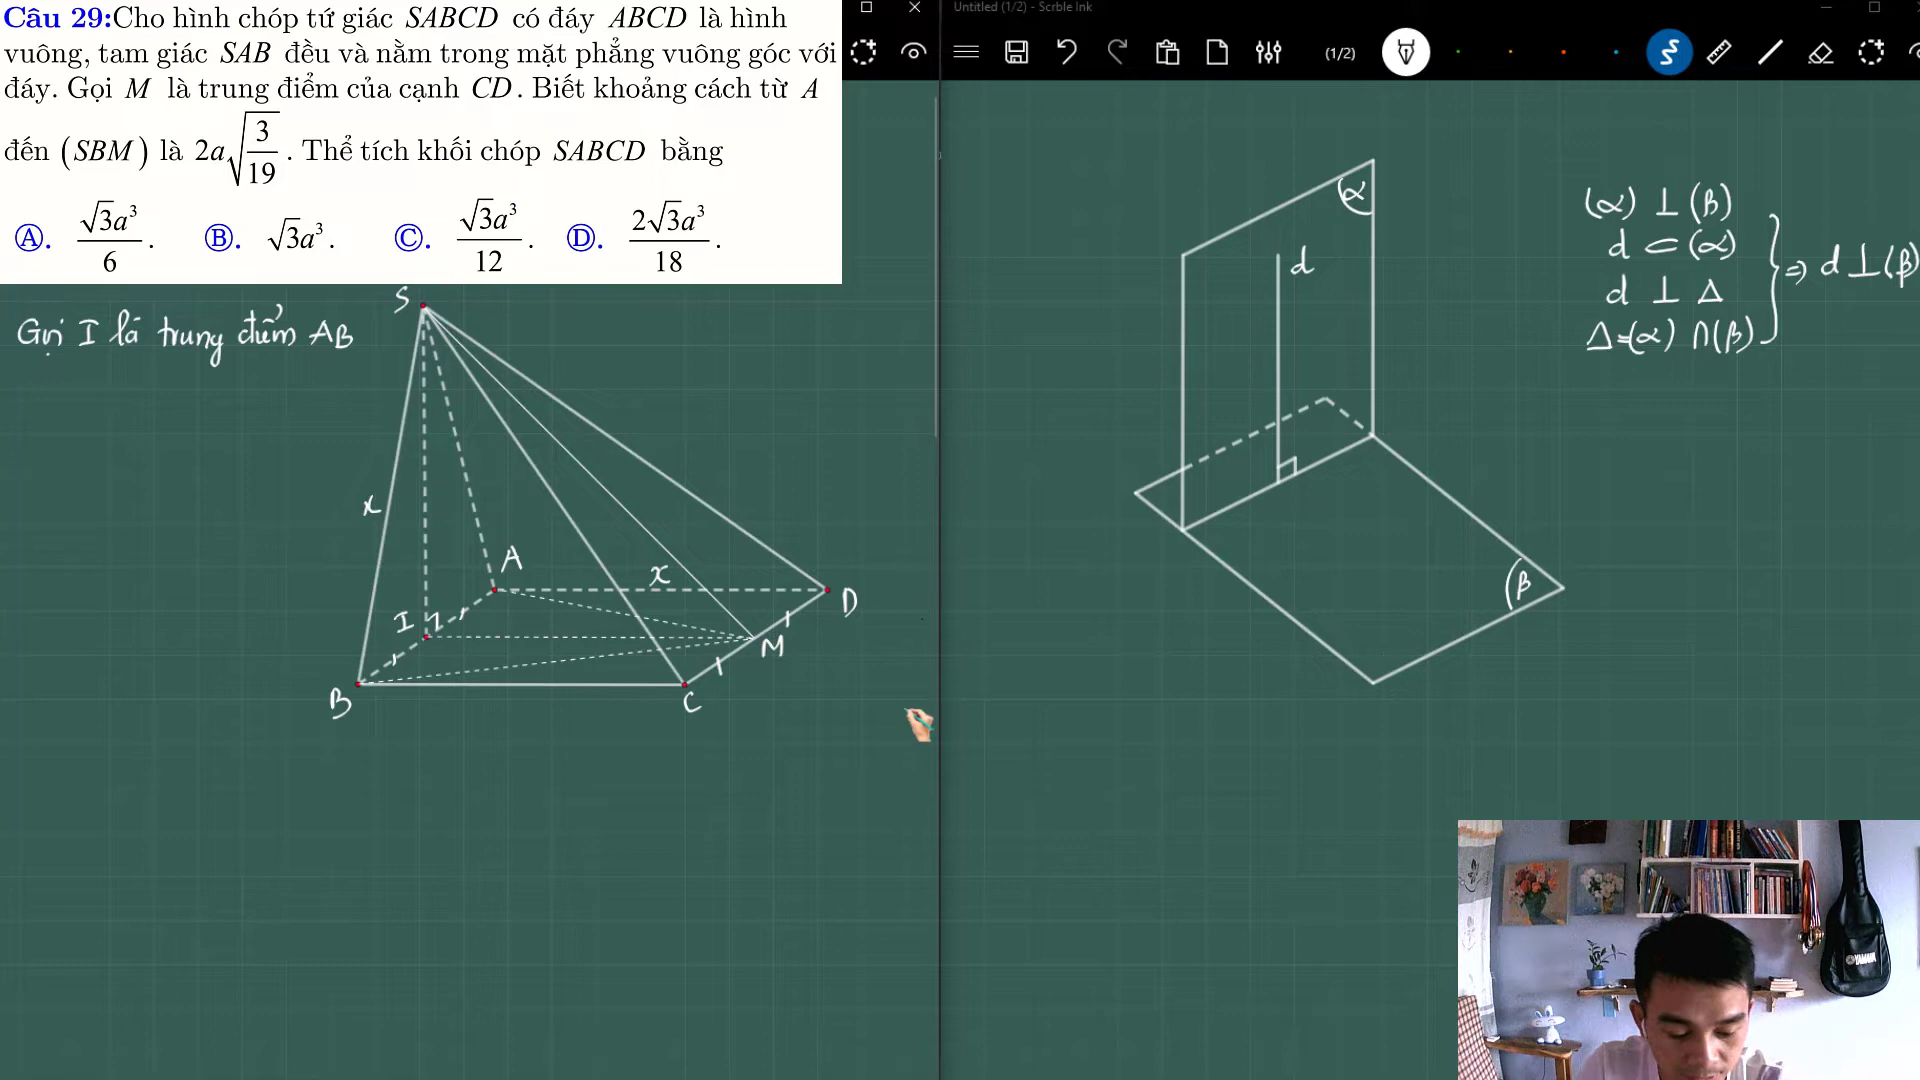 Câu 29:Cho hình chóp tứ giác SABCD có đáy ABCD là hình
vuông, tam giác SAB đều và nằm trong mặt phẳng vuông góc với
đáy. Gọi M là trung điểm của cạnh CD. Biết khoảng cách từ A
đến (SBM) là 2a√(3/19). Thể tích khối chóp SABCD bằng
Ⓐ. √3a³/6. Ⓑ. √3a³. Ⓒ. √3a³/12. Ⓓ. 2√3a³/18.
Untitled (1/2) - Scrble Ink
(1/2)
Gọi I là trung điểm AB
S
x
A
x
I
D
M
B
C
α
d
(β
(α) ⊥ (β)
d ⊂ (α)
d ⊥ Δ
Δ=(α) ∩(β)
⇒ d ⊥(β)
YAMAHA